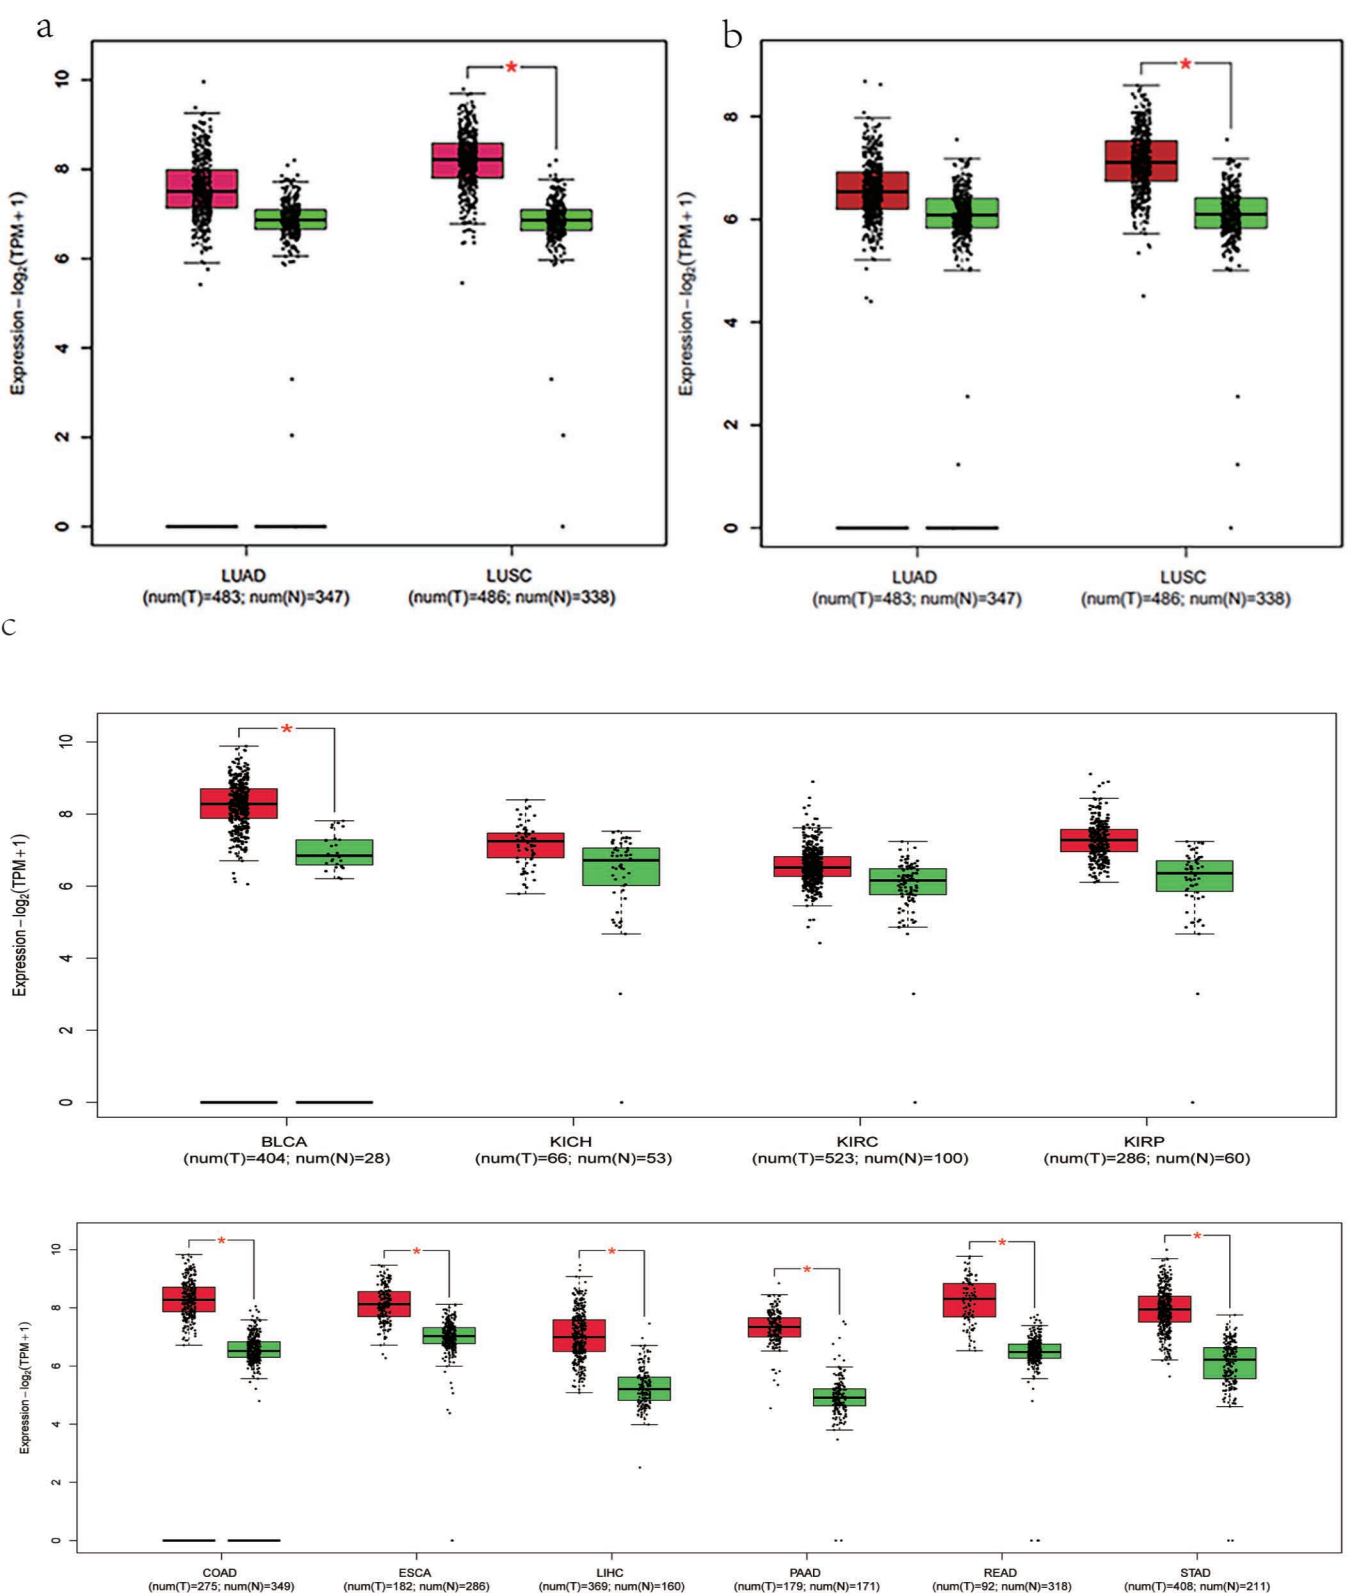 a
Expression – log2(TPM + 1)
10
8
6
4
2
0
*
LUAD
(num(T)=483; num(N)=347)
LUSC
(num(T)=486; num(N)=338)
b
Expression – log2(TPM + 1)
8
6
4
2
0
*
LUAD
(num(T)=483; num(N)=347)
LUSC
(num(T)=486; num(N)=338)
c
Expression – log2(TPM + 1)
10
8
6
4
2
0
*
BLCA
(num(T)=404; num(N)=28)
KICH
(num(T)=66; num(N)=53)
KIRC
(num(T)=523; num(N)=100)
KIRP
(num(T)=286; num(N)=60)
Expression – log2(TPM + 1)
10
8
6
4
2
0
* * * * * *
COAD
(num(T)=275; num(N)=349)
ESCA
(num(T)=182; num(N)=286)
LIHC
(num(T)=369; num(N)=160)
PAAD
(num(T)=179; num(N)=171)
READ
(num(T)=92; num(N)=318)
STAD
(num(T)=408; num(N)=211)